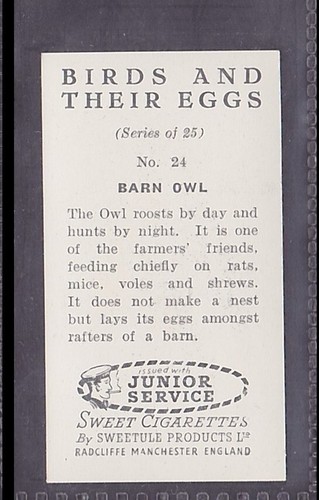 BIRDS AND
THEIR EGGS
(Series of 25)
No. 24
BARN OWL
The Owl roosts by day and
hunts by night. It is one
of the farmers' friends,
feeding chiefly on rats,
mice, voles and shrews.
It does not make a nest
but lays its eggs amongst
rafters of a barn.
issued with
JUNIOR
SERVICE
SWEET CIGARETTES
By SWEETULE PRODUCTS LTD
RADCLIFFE MANCHESTER ENGLAND